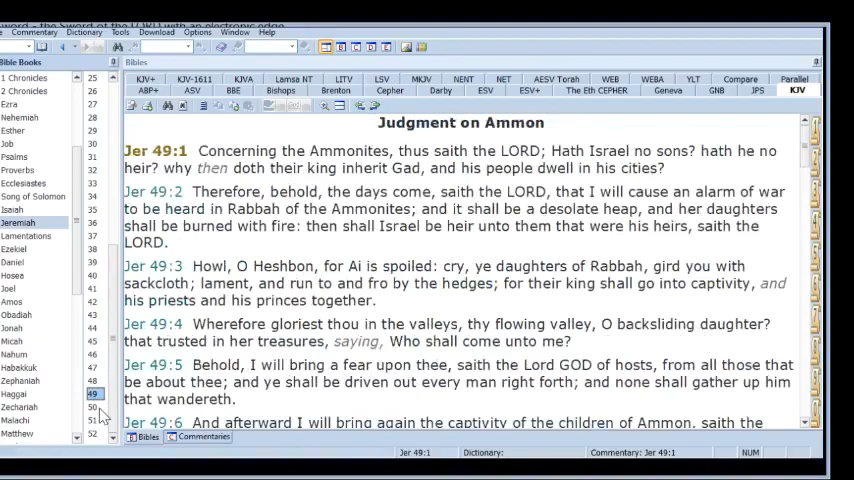 sword - the Sword of the LORD with an electronic edge
Commentary Dictionary Tools Download Options Window Help
Bible Books
Bibles
KJV+ KJV-1611 KJVA Lamsa NT LITV LSV MKJV NENT NET AESV Torah WEB WEBA YLT Compare Parallel
ABP+ ASV BBE Bishops Brenton Cepher Darby ESV ESV+ The Eth CEPHER Geneva GNB JPS KJV
1 Chronicles 25
2 Chronicles 26
Ezra 27
Nehemiah 28
Esther 29
Job 30
Psalms 31
Proverbs 32
Ecclesiastes 33
Song of Solomon 34
Isaiah 35
Jeremiah 36
Lamentations 37
Ezekiel 38
Daniel 39
Hosea 40
Joel 41
Amos 42
Obadiah 43
Jonah 44
Micah 45
Nahum 46
Habakkuk 47
Zephaniah 48
Haggai 49
Zechariah 50
Malachi 51
Matthew 52
Judgment on Ammon
Jer 49:1 Concerning the Ammonites, thus saith the LORD; Hath Israel no sons? hath he no
heir? why then doth their king inherit Gad, and his people dwell in his cities?
Jer 49:2 Therefore, behold, the days come, saith the LORD, that I will cause an alarm of war
to be heard in Rabbah of the Ammonites; and it shall be a desolate heap, and her daughters
shall be burned with fire: then shall Israel be heir unto them that were his heirs, saith the
LORD.
Jer 49:3 Howl, O Heshbon, for Ai is spoiled: cry, ye daughters of Rabbah, gird you with
sackcloth; lament, and run to and fro by the hedges; for their king shall go into captivity, and
his priests and his princes together.
Jer 49:4 Wherefore gloriest thou in the valleys, thy flowing valley, O backsliding daughter?
that trusted in her treasures, saying, Who shall come unto me?
Jer 49:5 Behold, I will bring a fear upon thee, saith the Lord GOD of hosts, from all those that
be about thee; and ye shall be driven out every man right forth; and none shall gather up him
that wandereth.
Jer 49:6 And afterward I will bring again the captivity of the children of Ammon, saith the
Bibles Commentaries
Jer 49:1 Dictionary: Commentary: Jer 49:1 NUM